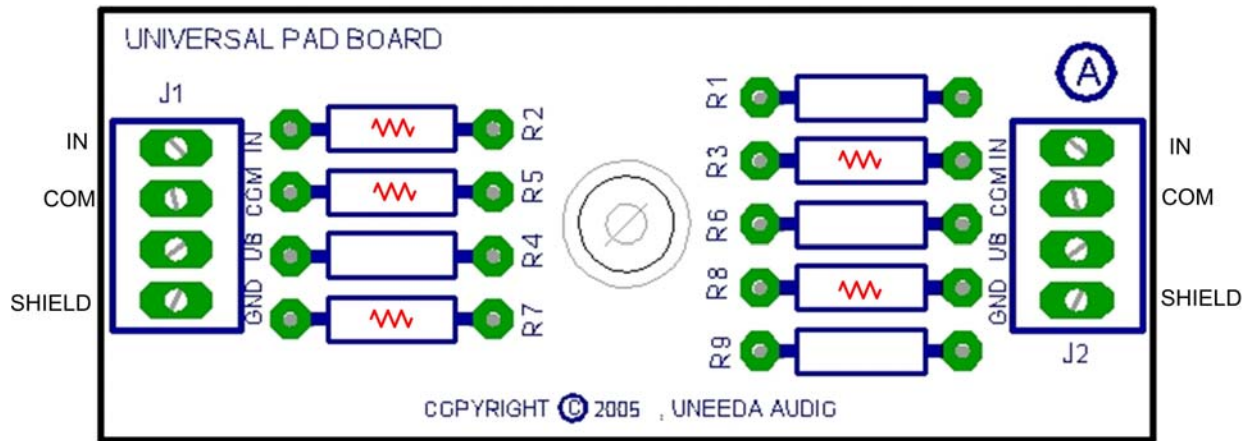 UNIVERSAL PAD BOARD
A
J1
IN
COM
SHIELD
IN
COM
UB
GND
R2
R5
R4
R7
R1
R3
R6
R8
R9
IN
COM
UB
GND
IN
COM
SHIELD
J2
COPYRIGHT © 2005 , UNEEDA AUDIO